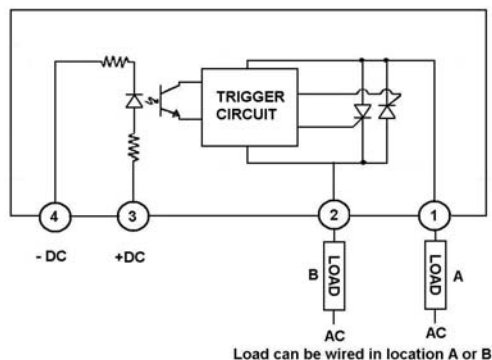 TRIGGER
CIRCUIT
4
3
2
1
- DC
+DC
B
LOAD
LOAD
A
AC
AC
Load can be wired in location A or B